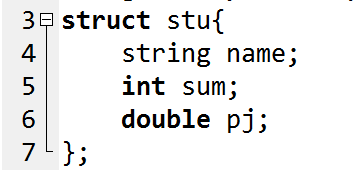 3 struct stu{
4 string name;
5 int sum;
6 double pj;
7 };